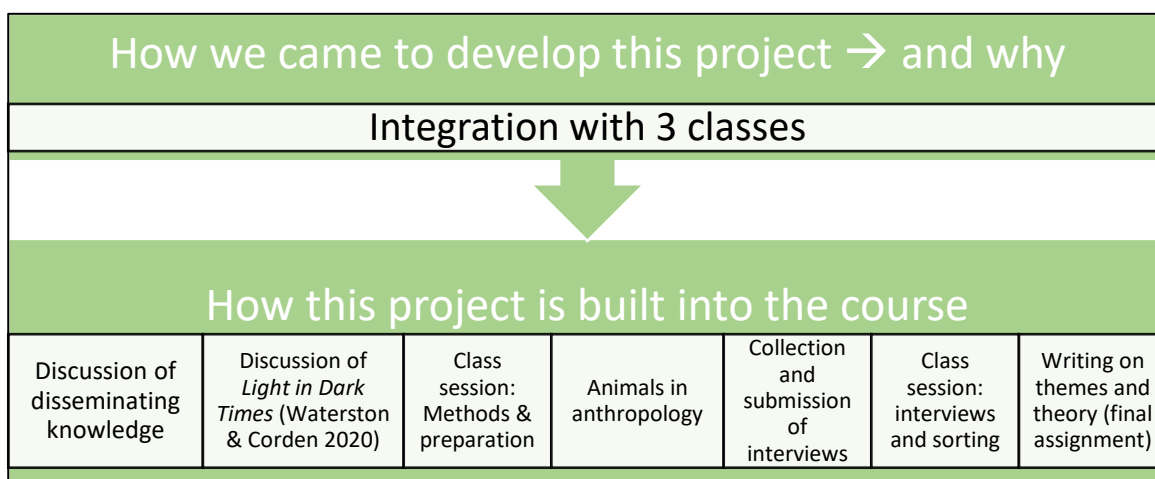 How we came to develop this project → and why
Integration with 3 classes
How this project is built into the course
Discussion of
disseminating
knowledge
Discussion of
Light in Dark
Times (Waterston
& Corden 2020)
Class
session:
Methods &
preparation
Animals in
anthropology
Collection
and
submission
of
interviews
Class
session:
interviews
and sorting
Writing on
themes and
theory (final
assignment)